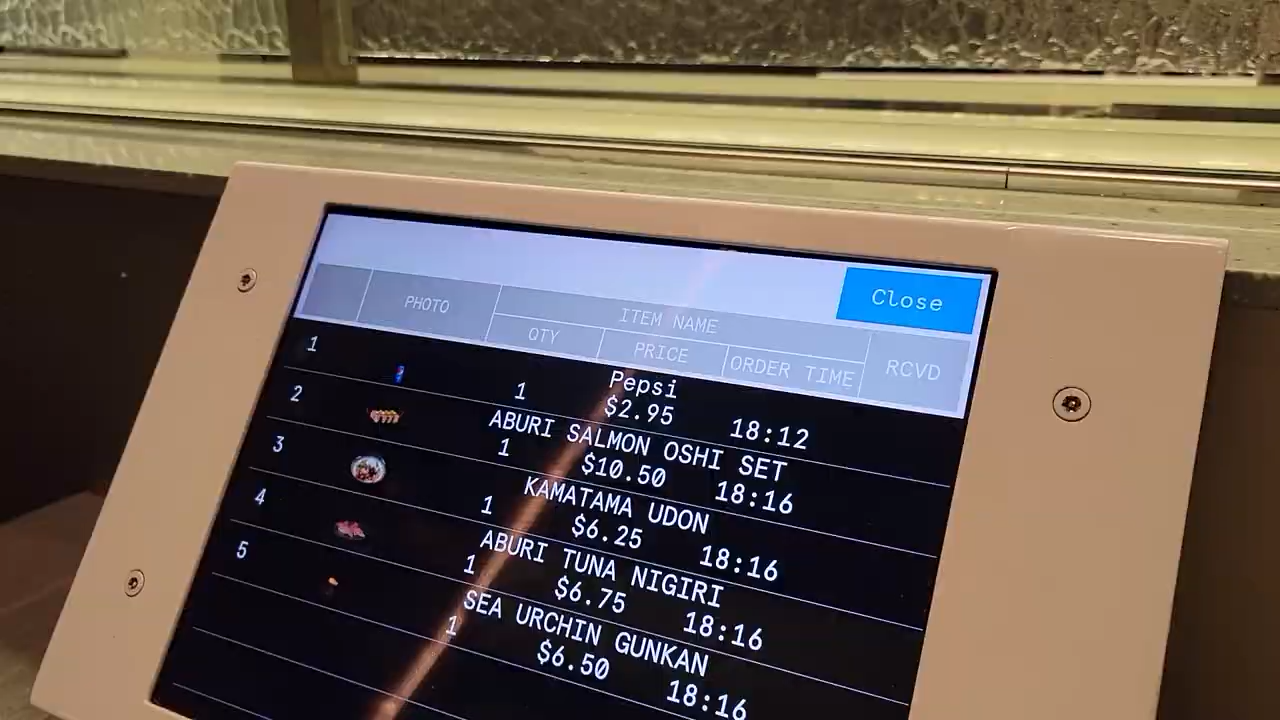 Close
PHOTO
ITEM NAME
QTY PRICE ORDER TIME RCVD
1 Pepsi
1 $2.95 18:12
2 ABURI SALMON OSHI SET
1 $10.50 18:16
3 KAMATAMA UDON
1 $6.25 18:16
4 ABURI TUNA NIGIRI
1 $6.75 18:16
5 SEA URCHIN GUNKAN
1 $6.50 18:16